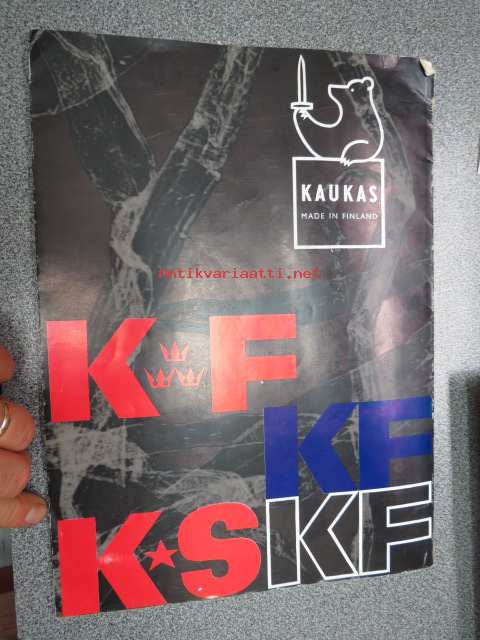 KAUKAS
MADE IN FINLAND
antikvariaatti.net
K F
KF
K★S
KF